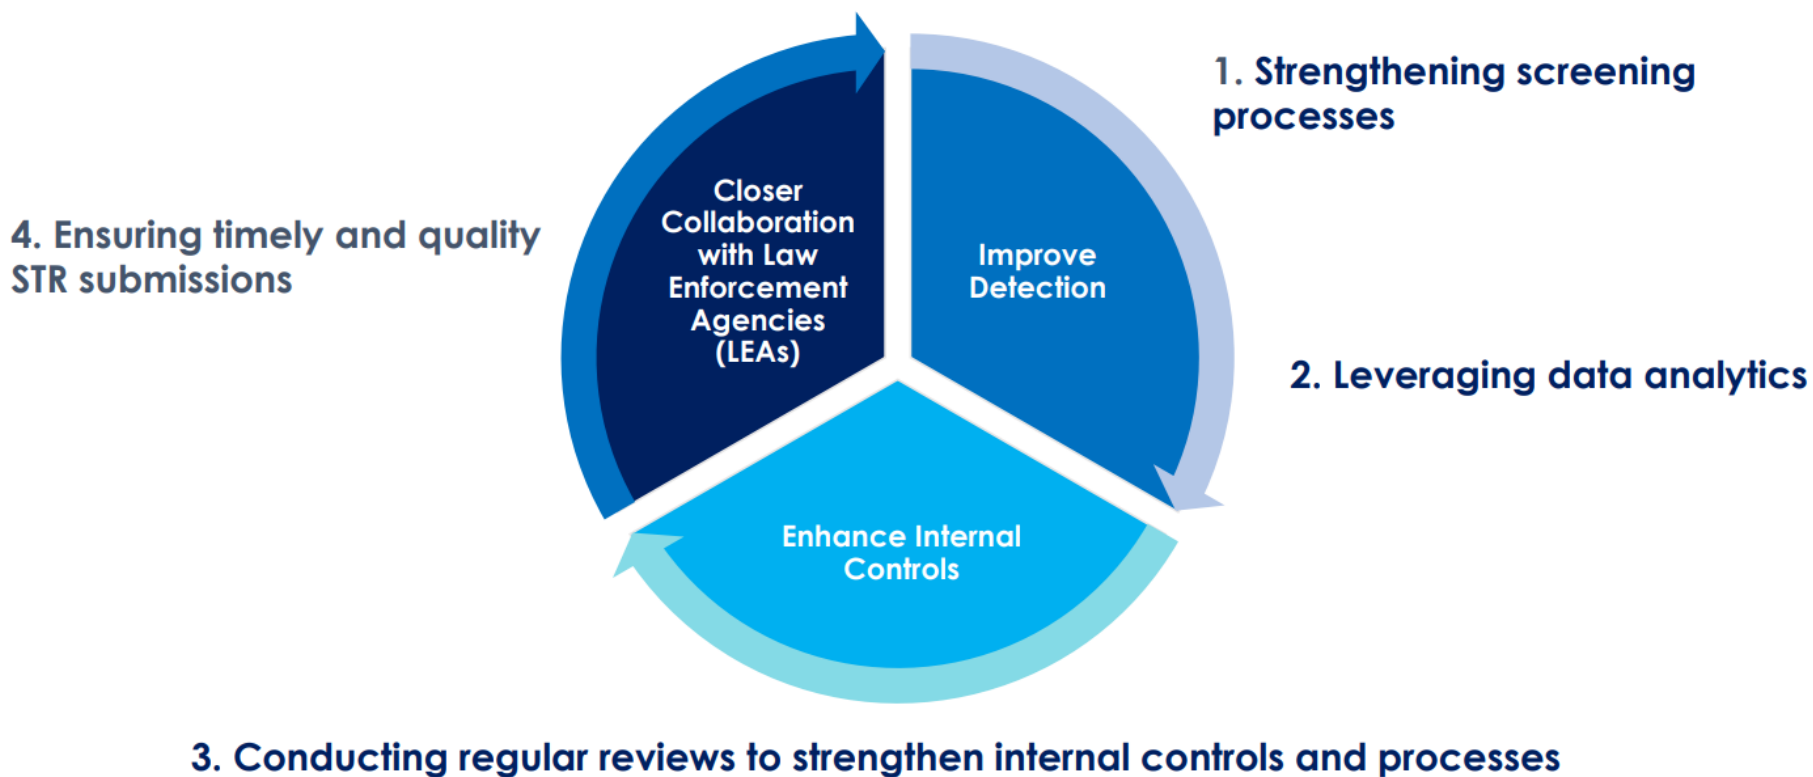 1. Strengthening screening
processes
Closer
Collaboration
with Law
Enforcement
Agencies
(LEAs)
Improve
Detection
4. Ensuring timely and quality
STR submissions
2. Leveraging data analytics
Enhance Internal
Controls
3. Conducting regular reviews to strengthen internal controls and processes